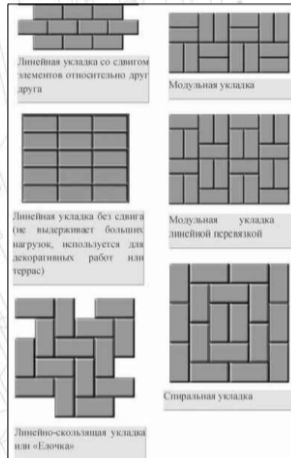 Линейная укладка со сдвигом
элементов относительно друг
друга
Модульная укладка
Линейная укладка без сдвига
(не выдерживает больших
нагрузок, используется для
декоративных работ или
террас)
Модульная укладка
линейной перевязкой
Линейно-скользящая укладка
или «Елочка»
Спиральная укладка